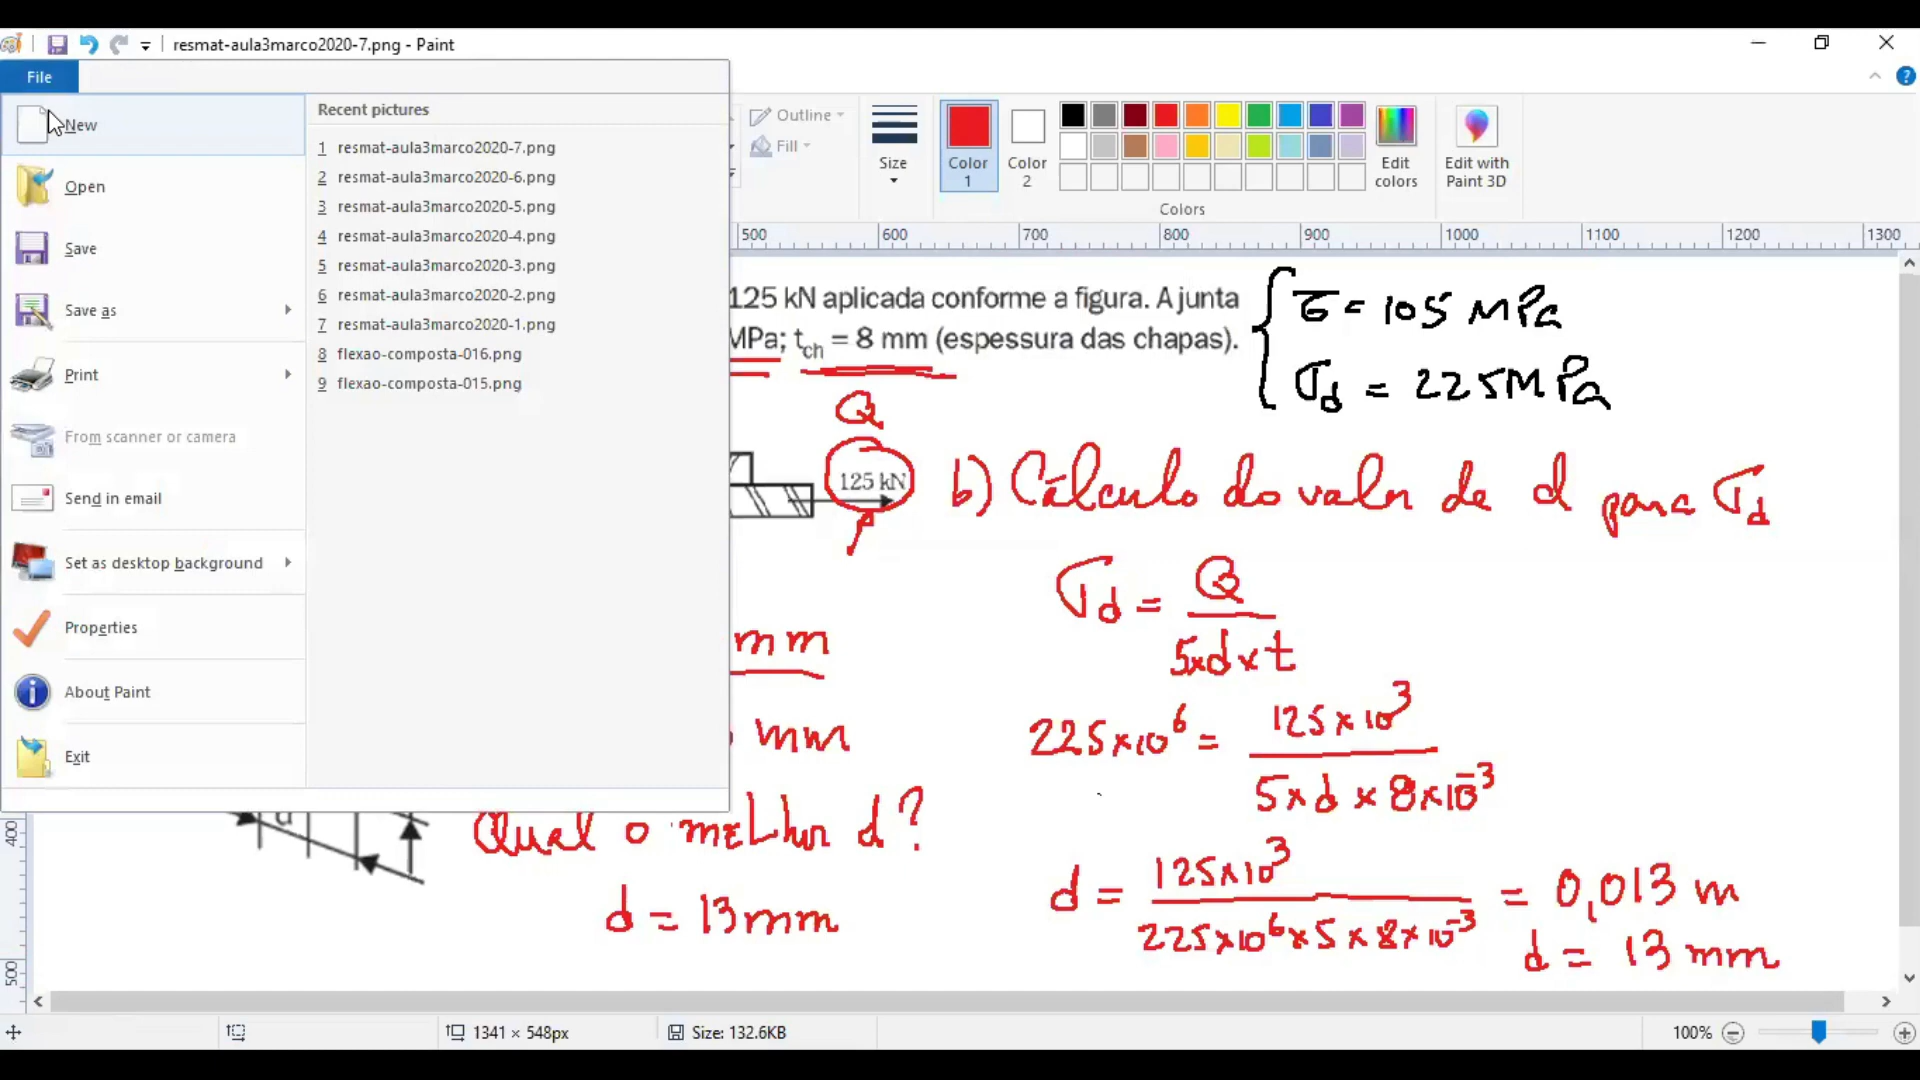 resmat-aula3marco2020-7.png - Paint
File
New
Open
Save
Save as
Print
From scanner or camera
Send in email
Set as desktop background
Properties
About Paint
Exit
Recent pictures
1 resmat-aula3marco2020-7.png
2 resmat-aula3marco2020-6.png
3 resmat-aula3marco2020-5.png
4 resmat-aula3marco2020-4.png
5 resmat-aula3marco2020-3.png
6 resmat-aula3marco2020-2.png
7 resmat-aula3marco2020-1.png
8 flexao-composta-016.png
9 flexao-composta-015.png
Outline
Fill
Size
Color 1
Color 2
Edit colors
Edit with Paint 3D
Colors
500 600 700 800 900 1000 1100 1200 1300
125 kN aplicada conforme a figura. A junta
MPa; tch = 8 mm (espessura das chapas).
= 105 MPa
σd = 225MPa
Q
125 kN
b) Cálculo do valor de d para σd
σd = Q
5xdxt
mm
225x10⁶ = 125x10³
5xdx8x10⁻³
mm
Qual o melhor d?
d = 13mm
d = 125x10³
225x10⁶x5x8x10⁻³
= 0,013 m
d = 13 mm
d
400
500
1341 × 548px
Size: 132.6KB
100%